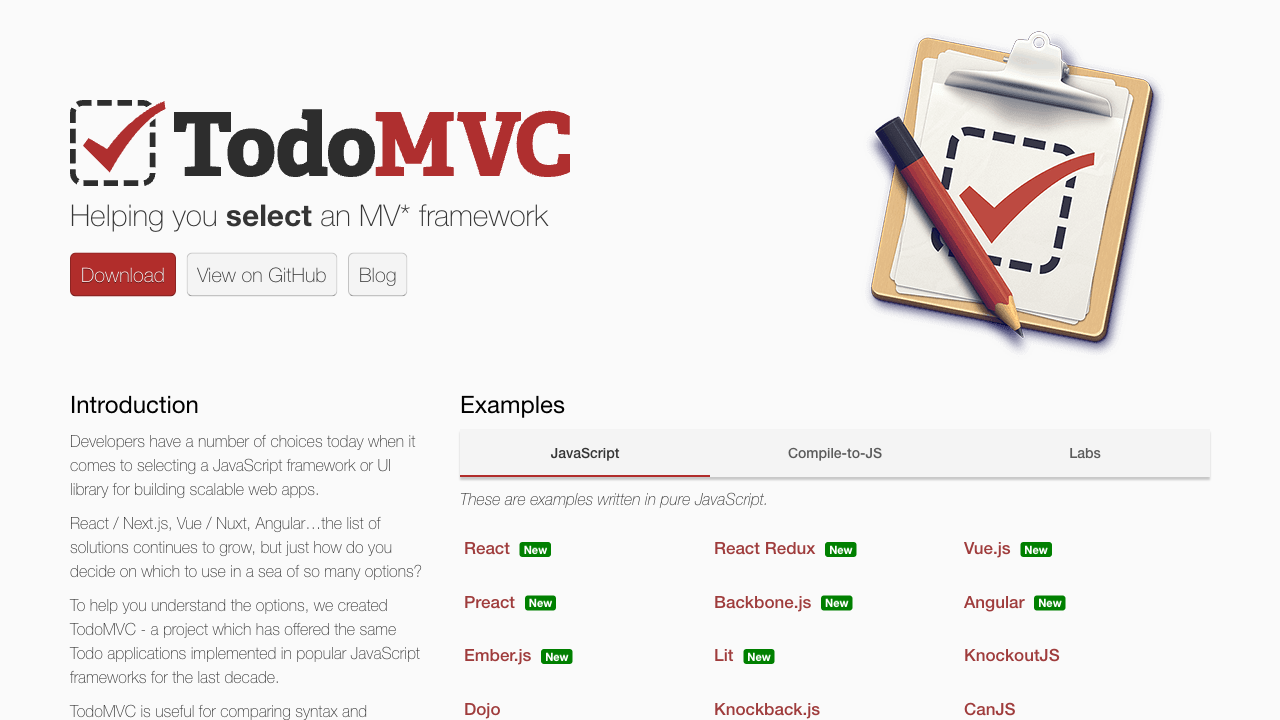 TodoMVC
Helping you select an MV* framework
Download
View on GitHub
Blog
Introduction
Developers have a number of choices today when it
comes to selecting a JavaScript framework or UI
library for building scalable web apps.
React / Next.js, Vue / Nuxt, Angular…the list of
solutions continues to grow, but just how do you
decide on which to use in a sea of so many options?
To help you understand the options, we created
TodoMVC - a project which has offered the same
Todo applications implemented in popular JavaScript
frameworks for the last decade.
TodoMVC is useful for comparing syntax and
Examples
JavaScript
Compile-to-JS
Labs
These are examples written in pure JavaScript.
React New
React Redux New
Vue.js New
Preact New
Backbone.js New
Angular New
Ember.js New
Lit New
KnockoutJS
Dojo
Knockback.js
CanJS